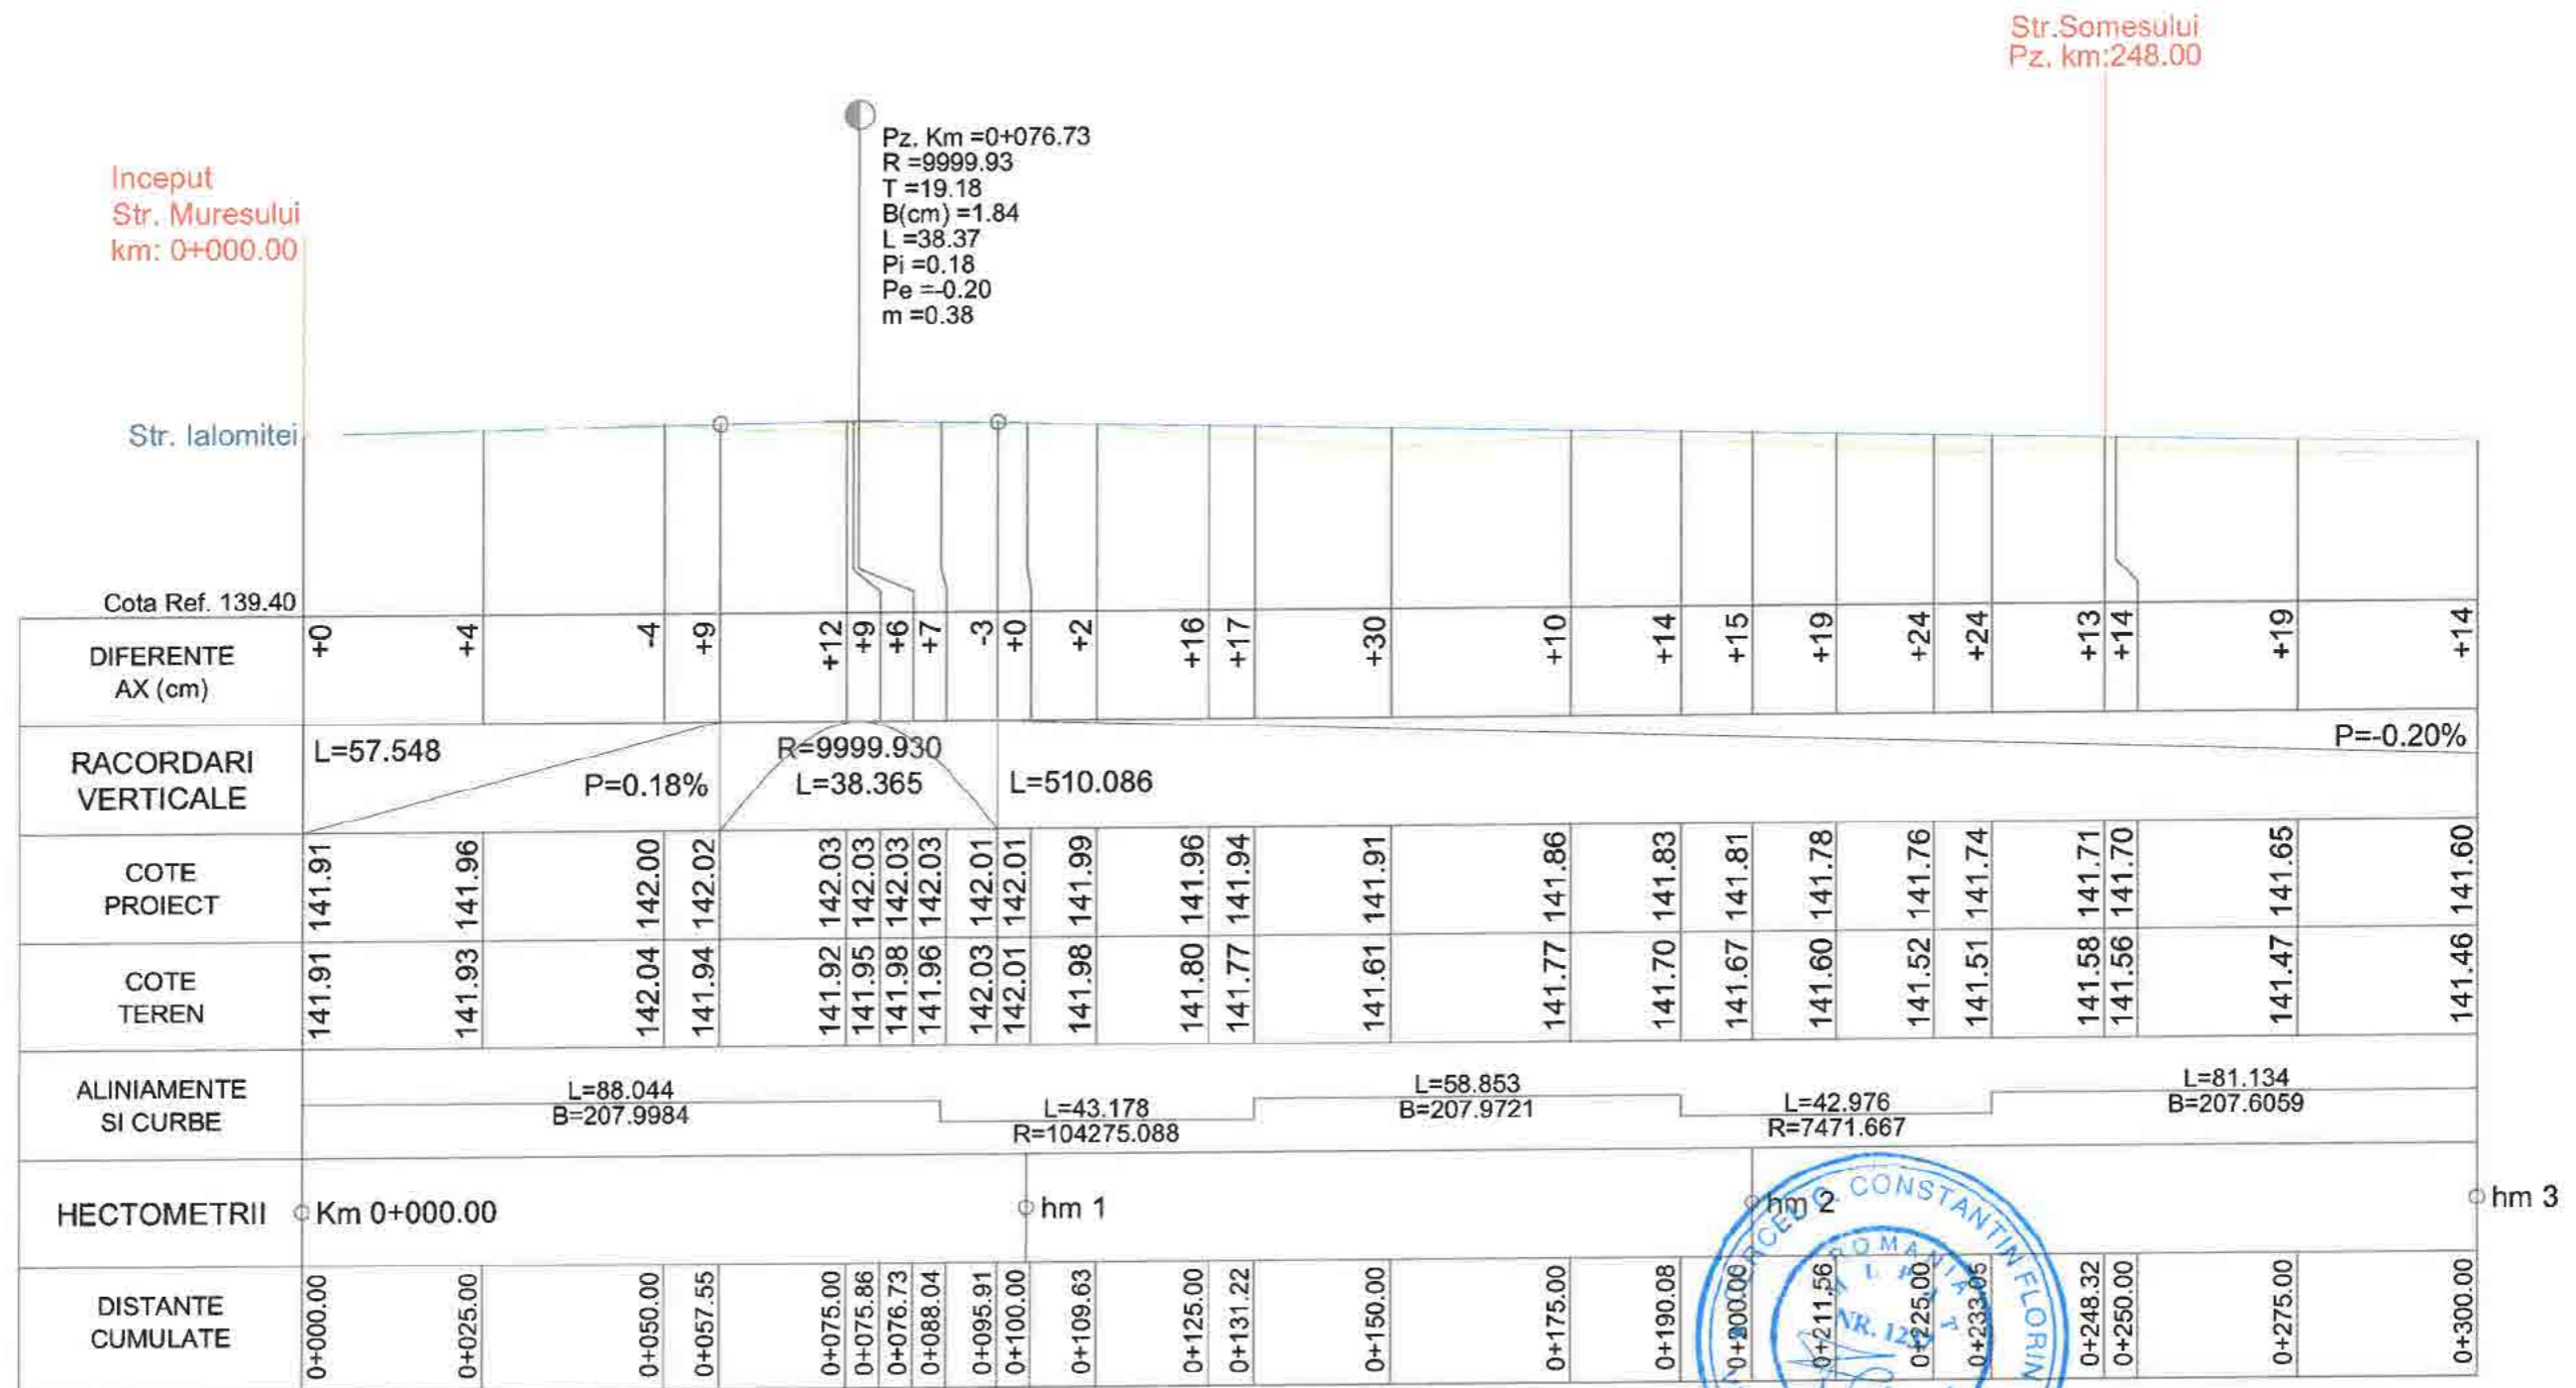 Str.Somesului
Pz. km:248.00
Pz. Km =0+076.73
R =9999.93
T =19.18
B(cm) =1.84
L =38.37
Pi =0.18
Pe =-0.20
m =0.38
Inceput
Str. Muresului
km: 0+000.00
Str. Ialomitei
Cota Ref. 139.40
DIFERENTE
AX (cm)
+0 +4 -4 +9 +12 +9 +6 +7 -3 +0 +2 +16 +17 +30 +10 +14 +15 +19 +24 +24 +13 +14 +19 +14
RACORDARI
VERTICALE
L=57.548
P=0.18%
R=9999.930
L=38.365
L=510.086
P=-0.20%
COTE
PROIECT
141.91 141.96 142.00 142.02 142.03 142.03 142.03 142.03 142.01 142.01 141.99 141.96 141.94 141.91 141.86 141.83 141.81 141.78 141.76 141.74 141.71 141.70 141.65 141.60
COTE
TEREN
141.91 141.93 142.04 141.94 141.92 141.95 141.98 141.96 142.03 142.01 141.98 141.80 141.77 141.61 141.77 141.70 141.67 141.60 141.52 141.51 141.58 141.56 141.47 141.46
ALINIAMENTE
SI CURBE
L=88.044
B=207.9984
L=43.178
R=104275.088
L=58.853
B=207.9721
L=42.976
R=7471.667
L=81.134
B=207.6059
HECTOMETRII
Km 0+000.00
hm 1
hm 2
hm 3
DISTANTE
CUMULATE
0+000.00 0+025.00 0+050.00 0+057.55 0+075.00 0+075.86 0+076.73 0+088.04 0+095.91 0+100.00 0+109.63 0+125.00 0+131.22 0+150.00 0+175.00 0+190.08 0+200.00 0+211.56 0+225.00 0+233.05 0+248.32 0+250.00 0+275.00 0+300.00
CONSTANTIN FLORIN
ROMANIA